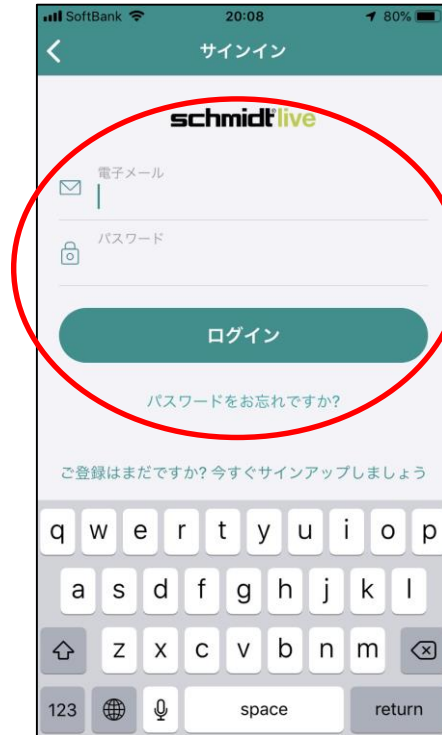 SoftBank 20:08 80%
サインイン
schmidt live
電子メール
パスワード
ログイン
パスワードをお忘れですか?
ご登録はまだですか? 今すぐサインアップしましょう
q w e r t y u i o p
a s d f g h j k l
z x c v b n m
123 space return